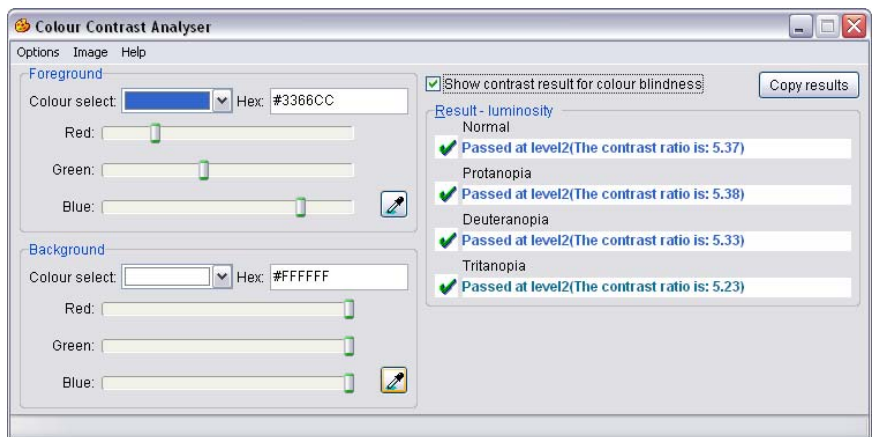 Colour Contrast Analyser
Options Image Help
Foreground
Colour select: Hex: #3366CC
Red:
Green:
Blue:
Background
Colour select: Hex: #FFFFFF
Red:
Green:
Blue:
Show contrast result for colour blindness
Copy results
Result - luminosity
Normal
Passed at level2(The contrast ratio is: 5.37)
Protanopia
Passed at level2(The contrast ratio is: 5.38)
Deuteranopia
Passed at level2(The contrast ratio is: 5.33)
Tritanopia
Passed at level2(The contrast ratio is: 5.23)